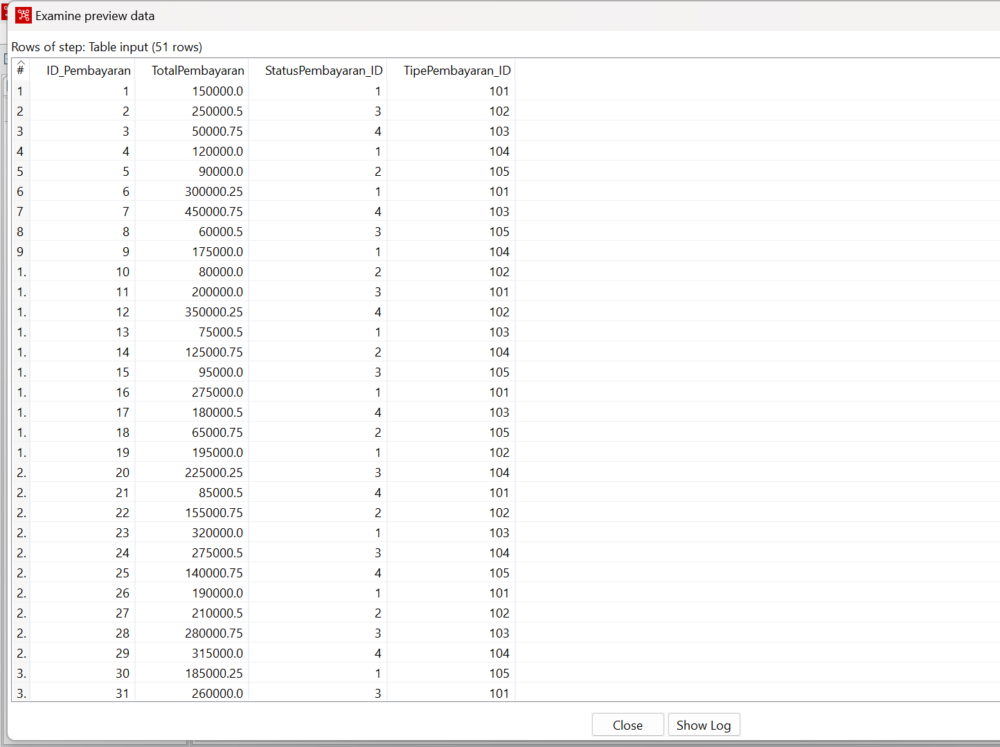 Examine preview data
Rows of step: Table input (51 rows)
# ID_Pembayaran TotalPembayaran StatusPembayaran_ID TipePembayaran_ID
1 1 150000.0 1 101
2 2 250000.5 3 102
3 3 50000.75 4 103
4 4 120000.0 1 104
5 5 90000.0 2 105
6 6 300000.25 1 101
7 7 450000.75 4 103
8 8 60000.5 3 105
9 9 175000.0 1 104
1. 10 80000.0 2 102
1. 11 200000.0 3 101
1. 12 350000.25 4 102
1. 13 75000.5 1 103
1. 14 125000.75 2 104
1. 15 95000.0 3 105
1. 16 275000.0 1 101
1. 17 180000.5 4 103
1. 18 65000.75 2 105
1. 19 195000.0 1 102
2. 20 225000.25 3 104
2. 21 85000.5 4 101
2. 22 155000.75 2 102
2. 23 320000.0 1 103
2. 24 275000.5 3 104
2. 25 140000.75 4 105
2. 26 190000.0 1 101
2. 27 210000.5 2 102
2. 28 280000.75 3 103
2. 29 315000.0 4 104
3. 30 185000.25 1 105
3. 31 260000.0 3 101
Close Show Log